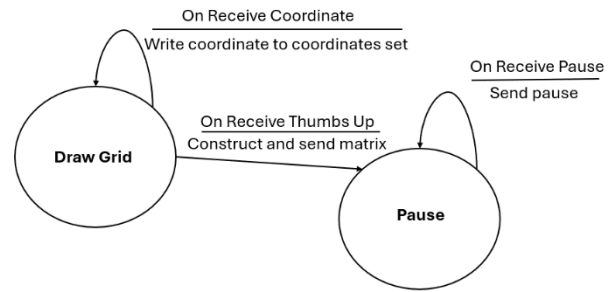 On Receive Coordinate
Write coordinate to coordinates set
On Receive Pause
Send pause
On Receive Thumbs Up
Construct and send matrix
Draw Grid
Pause